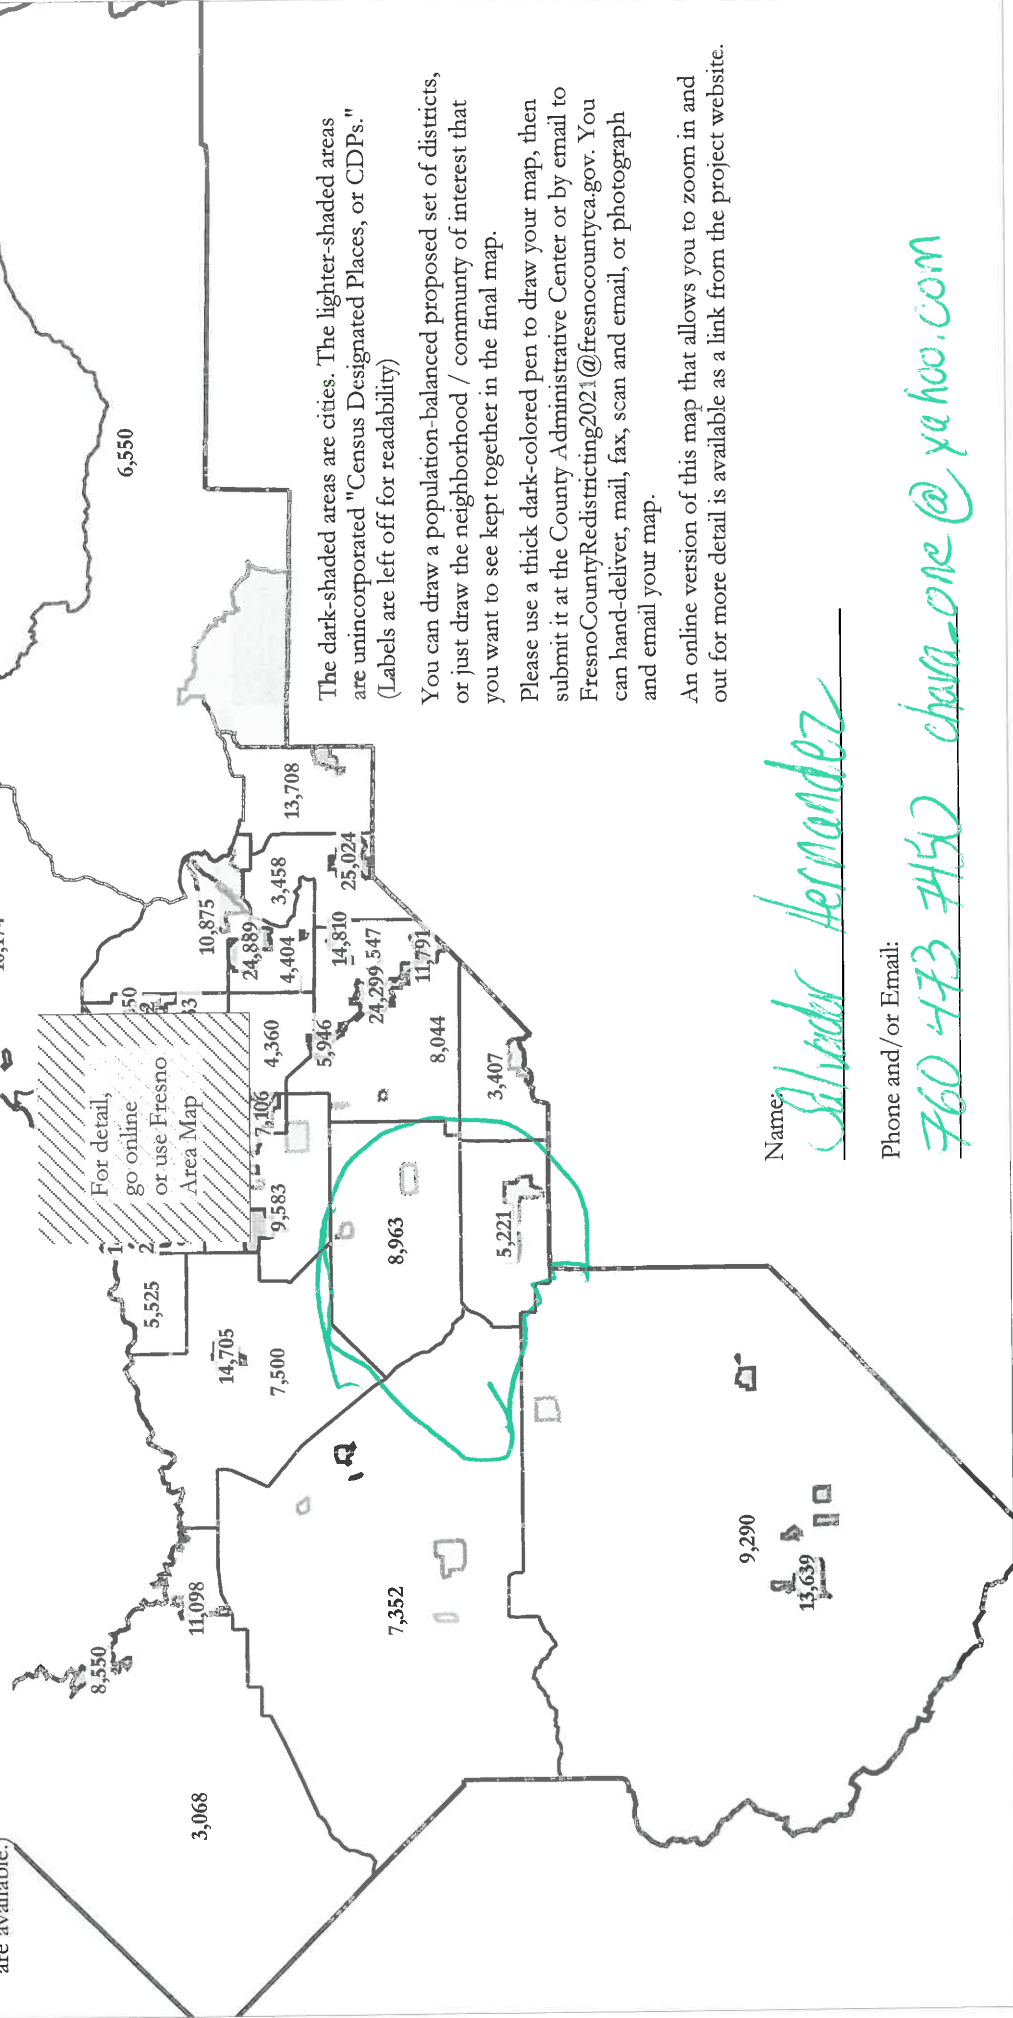 are available.)
6,550
13,708
3,458
25,024
10,875
24,889
4,404
14,810
24,299
547
11,791
4,360
5,946
8,044
3,407
7,106
9,583
For detail,
go online
or use Fresno
Area Map
8,963
5,221
5,525
14,705
7,500
11,098
8,550
7,352
9,290
13,639
3,068
The dark-shaded areas are cities. The lighter-shaded areas
are unincorporated "Census Designated Places, or CDPs."
(Labels are left off for readability)
You can draw a population-balanced proposed set of districts,
or just draw the neighborhood / communty of interest that
you want to see kept together in the final map.
Please use a thick dark-colored pen to draw your map, then
submit it at the County Administrative Center or by email to
FresnoCountyRedistricting2021@fresnocountyca.gov. You
can hand-deliver, mail, fax, scan and email, or photograph
and email your map.
An online version of this map that allows you to zoom in and
out for more detail is available as a link from the project website.
Name: Salvador Hernandez
Phone and/or Email:
760 473 7450 chava_one@yahoo.com